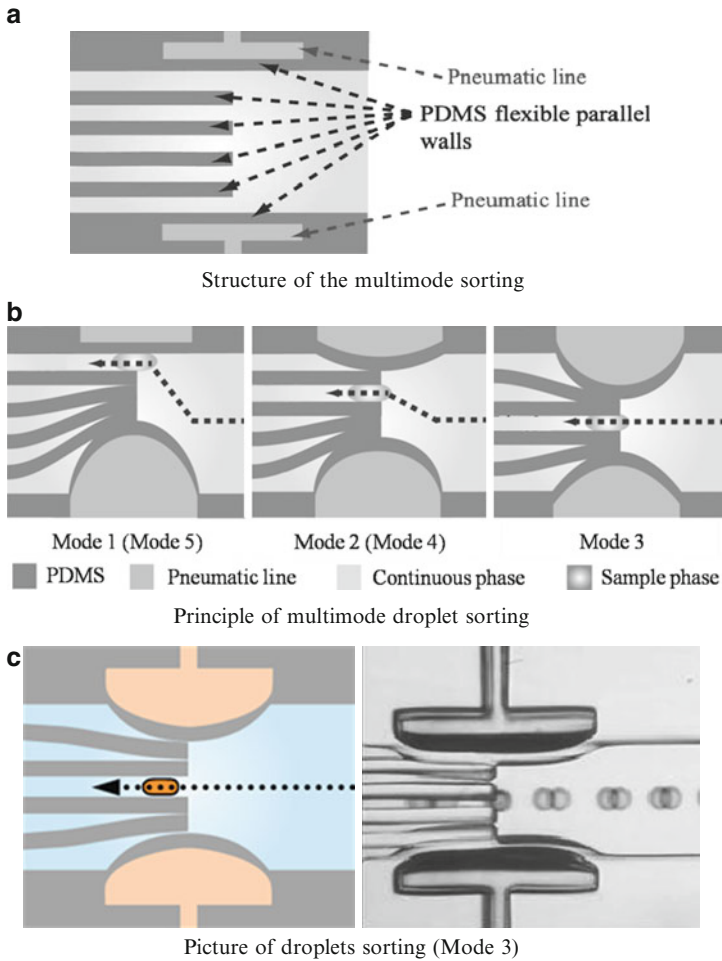 a
Pneumatic line
PDMS flexible parallel
walls
Pneumatic line
Structure of the multimode sorting
b
Mode 1 (Mode 5)
Mode 2 (Mode 4)
Mode 3
PDMS
Pneumatic line
Continuous phase
Sample phase
Principle of multimode droplet sorting
c
Picture of droplets sorting (Mode 3)